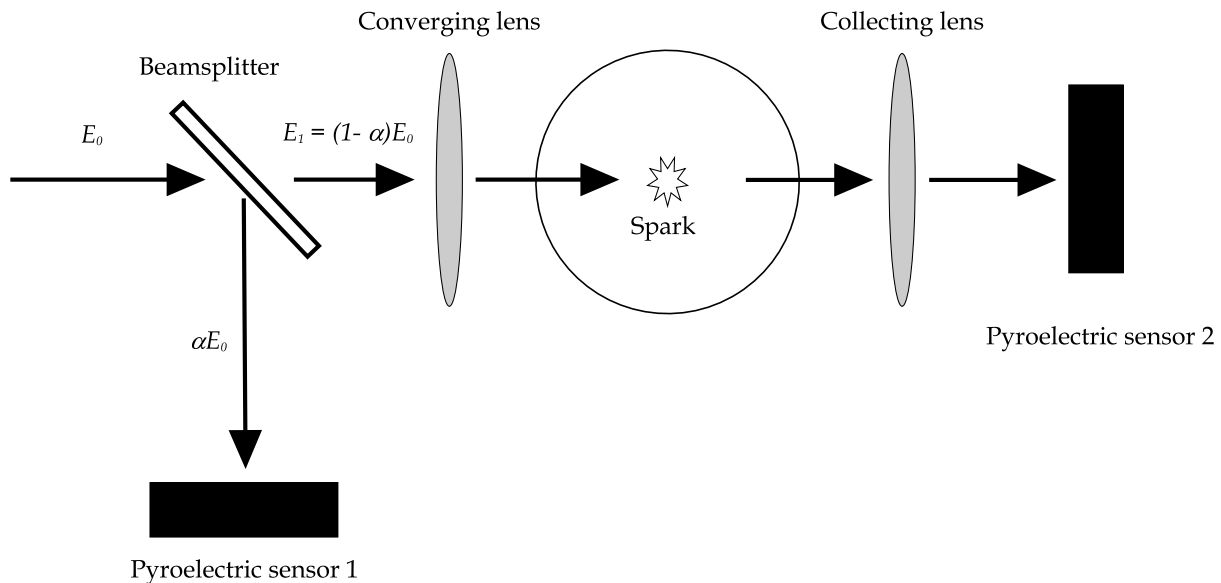 Converging lens
Collecting lens
Beamsplitter
E₀
E₁ = (1- α)E₀
Spark
αE₀
Pyroelectric sensor 2
Pyroelectric sensor 1